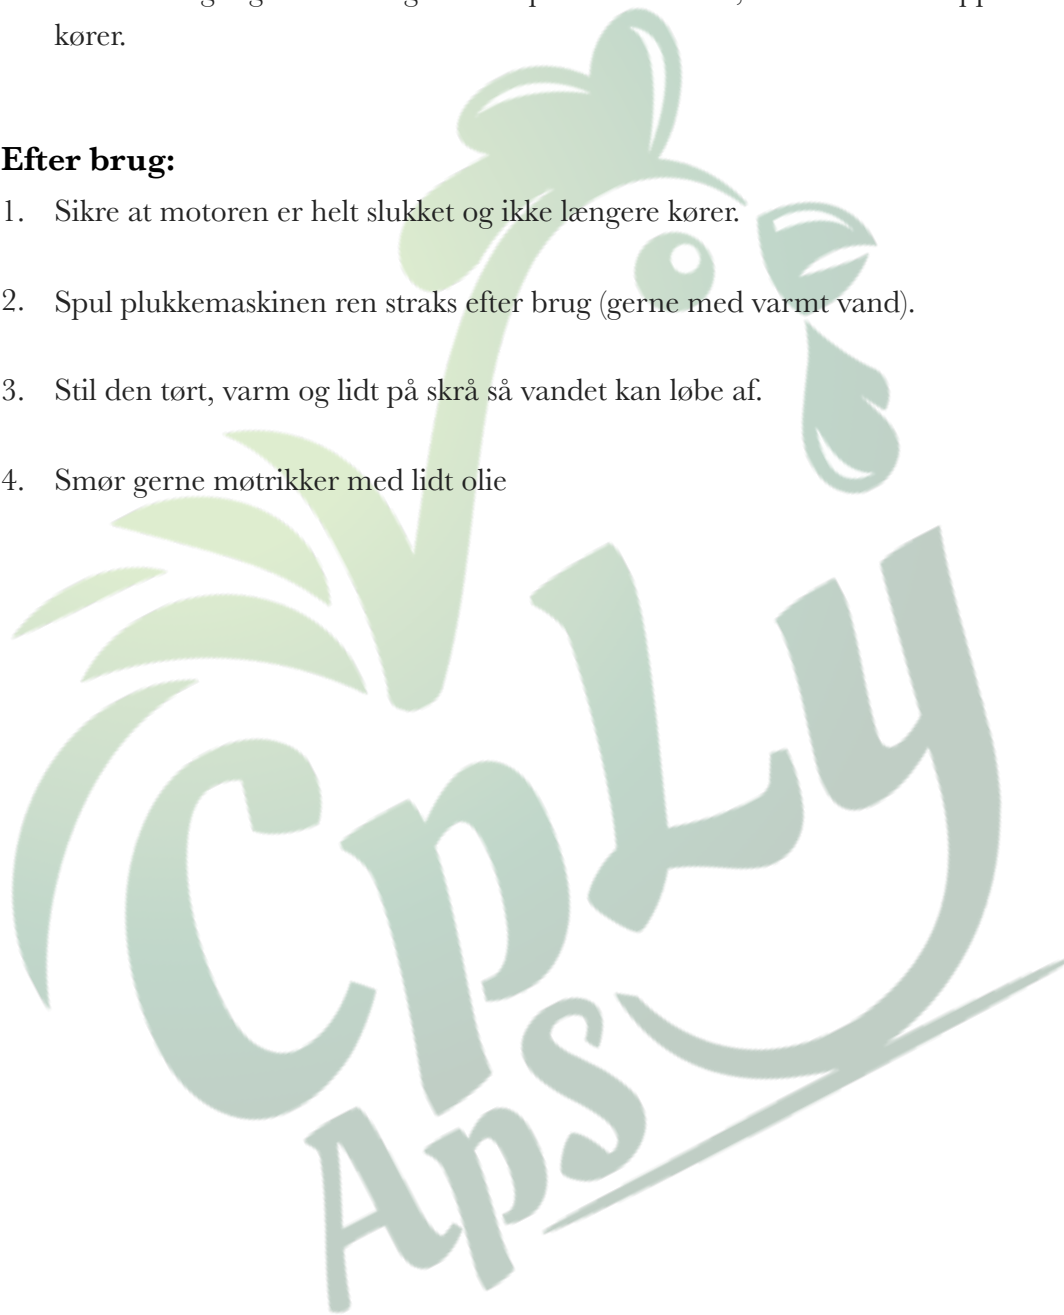 kører.
Efter brug:
1. Sikre at motoren er helt slukket og ikke længere kører.
2. Spul plukkemaskinen ren straks efter brug (gerne med varmt vand).
3. Stil den tørt, varm og lidt på skrå så vandet kan løbe af.
4. Smør gerne møtrikker med lidt olie
CpLy
ApS